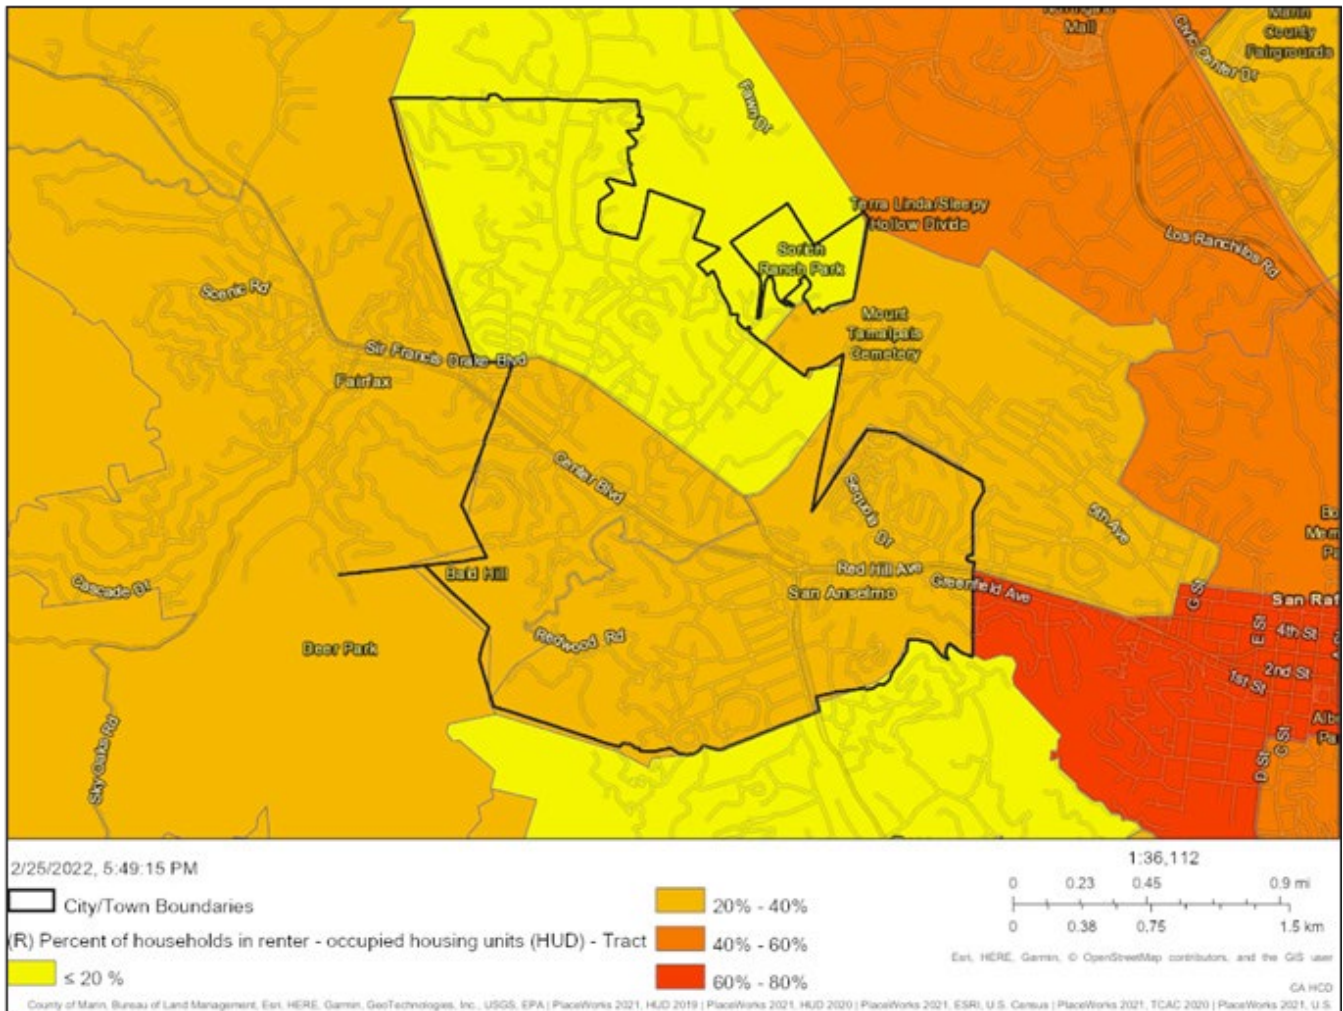 Mall
Civic Center Dr
Marin
County
Fairgrounds
Fawn Dr
Terra Linda/Sleepy
Hollow Divide
Los Ranchitos Rd
Sorich
Ranch Park
Scenic Rd
Mount
Tamalpais
Cemetery
Sir Francis Drake Blvd
Fairfax
Center Blvd
Sequoia Dr
5th Ave
Cascade Dr
Bald Hill
Red Hill Ave
San Anselmo
Greenfield Ave
G St
San Raf
E St
4th St
Redwood Rd
Deer Park
2nd St
1st St
Sky Oaks Rd
D St
C St
2/25/2022, 5:49:15 PM
City/Town Boundaries
(R) Percent of households in renter - occupied housing units (HUD) - Tract
≤ 20 %
20% - 40%
40% - 60%
60% - 80%
1:36,112
0 0.23 0.45 0.9 mi
0 0.38 0.75 1.5 km
Esri, HERE, Garmin, © OpenStreetMap contributors, and the GIS user
CA HCD
County of Marin, Bureau of Land Management, Esri, HERE, Garmin, GeoTechnologies, Inc., USGS, EPA | PlaceWorks 2021, HUD 2019 | PlaceWorks 2021, HUD 2020 | PlaceWorks 2021, ESRI, U.S. Census | PlaceWorks 2021, TCAC 2020 | PlaceWorks 2021, U.S.